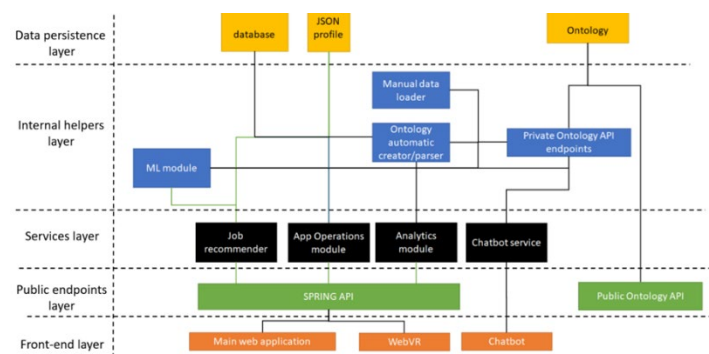 Data persistence
layer
database
JSON
profile
Ontology
Internal helpers
layer
Manual data
loader
Ontology
automatic
creator/parser
Private Ontology API
endpoints
ML module
Services layer
Job
recommender
App Operations
module
Analytics
module
Chatbot service
Public endpoints
layer
SPRING API
Public Ontology API
Front-end layer
Main web application
WebVR
Chatbot